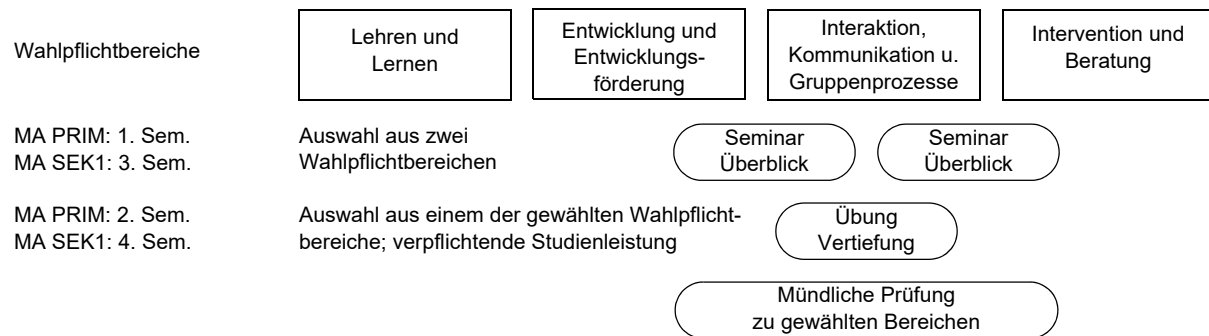 Wahlpflichtbereiche
Lehren und
Lernen
Entwicklung und
Entwicklungs-
förderung
Interaktion,
Kommunikation u.
Gruppenprozesse
Intervention und
Beratung
MA PRIM: 1. Sem.
MA SEK1: 3. Sem.
Auswahl aus zwei
Wahlpflichtbereichen
Seminar
Überblick
Seminar
Überblick
MA PRIM: 2. Sem.
MA SEK1: 4. Sem.
Auswahl aus einem der gewählten Wahlpflicht-
bereiche; verpflichtende Studienleistung
Übung
Vertiefung
Mündliche Prüfung
zu gewählten Bereichen